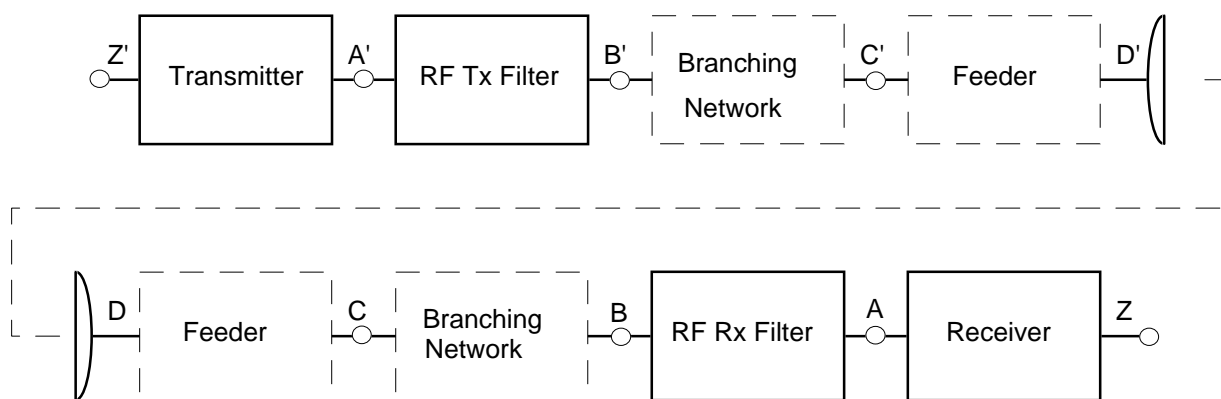 Z' Transmitter A' RF Tx Filter B' Branching Network C' Feeder D'
D Feeder C Branching Network B RF Rx Filter A Receiver Z